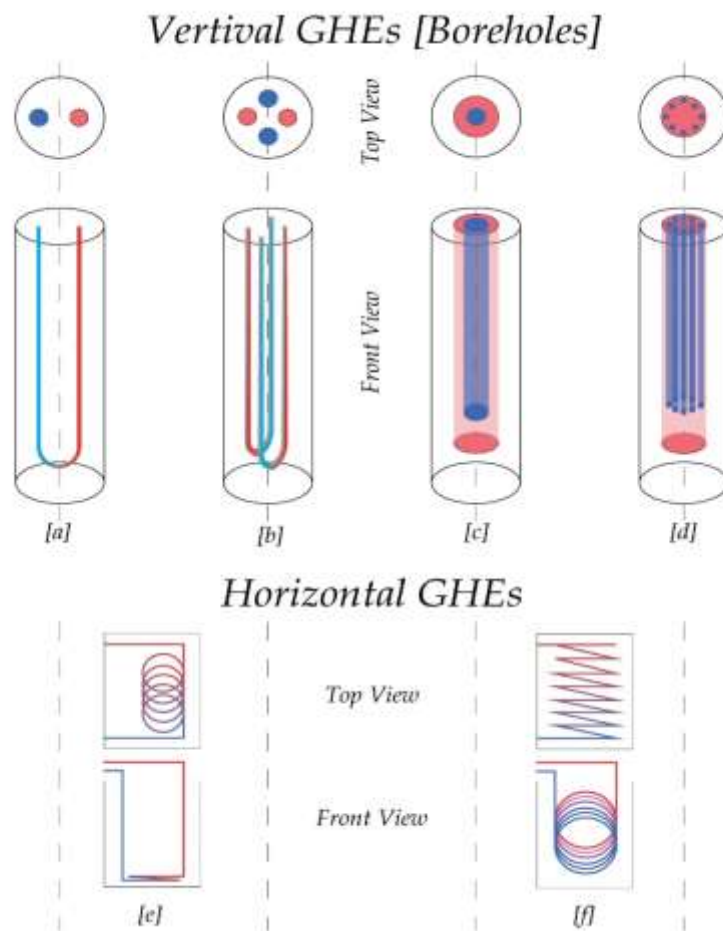 Vertival GHEs [Boreholes]
Top View
Front View
[a]
[b]
[c]
[d]
Horizontal GHEs
Top View
Front View
[e]
[f]